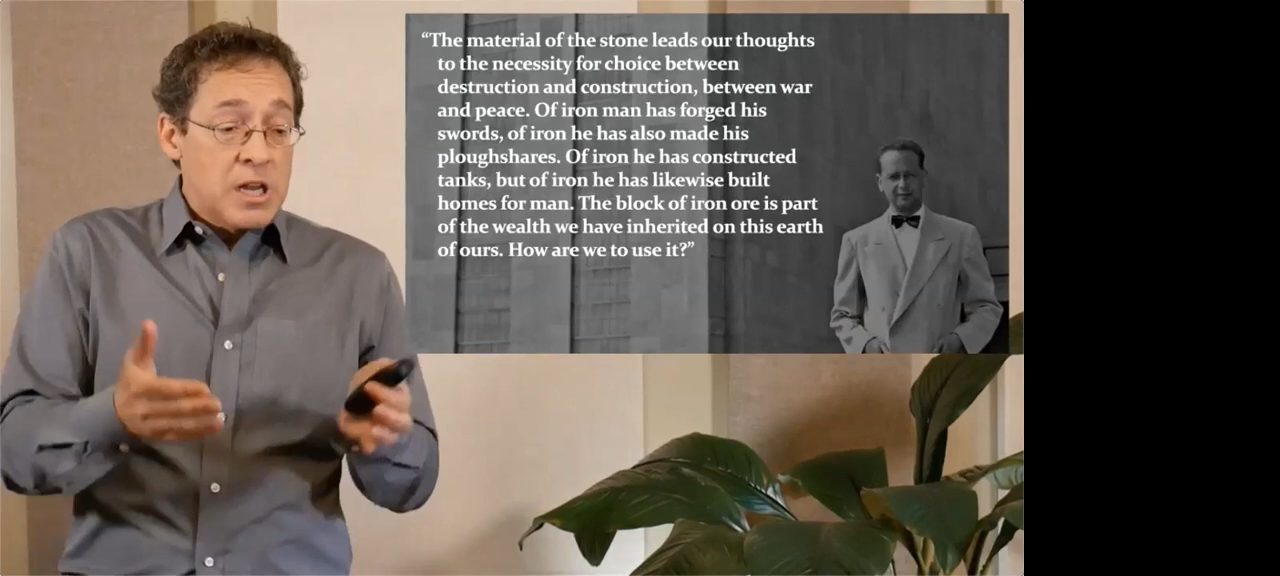 “The material of the stone leads our thoughts
to the necessity for choice between
destruction and construction, between war
and peace. Of iron man has forged his
swords, of iron he has also made his
ploughshares. Of iron he has constructed
tanks, but of iron he has likewise built
homes for man. The block of iron ore is part
of the wealth we have inherited on this earth
of ours. How are we to use it?”